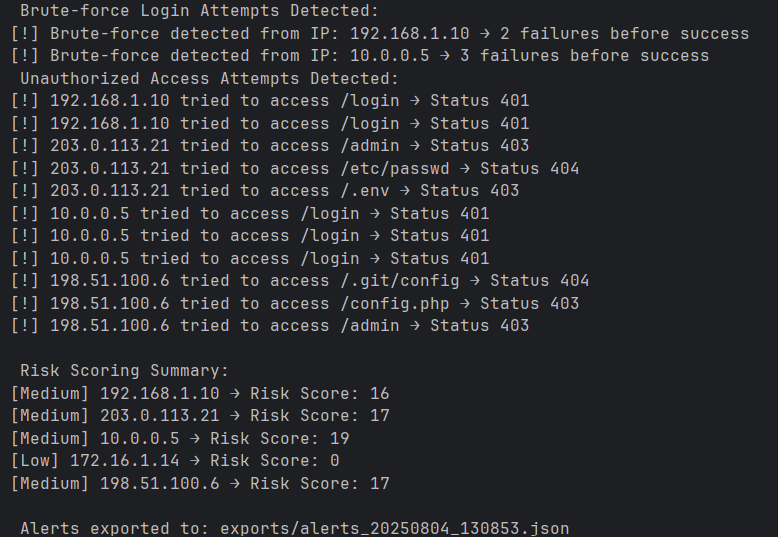 Brute-force Login Attempts Detected:
[!] Brute-force detected from IP: 192.168.1.10 → 2 failures before success
[!] Brute-force detected from IP: 10.0.0.5 → 3 failures before success
Unauthorized Access Attempts Detected:
[!] 192.168.1.10 tried to access /login → Status 401
[!] 192.168.1.10 tried to access /login → Status 401
[!] 203.0.113.21 tried to access /admin → Status 403
[!] 203.0.113.21 tried to access /etc/passwd → Status 404
[!] 203.0.113.21 tried to access /.env → Status 403
[!] 10.0.0.5 tried to access /login → Status 401
[!] 10.0.0.5 tried to access /login → Status 401
[!] 10.0.0.5 tried to access /login → Status 401
[!] 198.51.100.6 tried to access /.git/config → Status 404
[!] 198.51.100.6 tried to access /config.php → Status 403
[!] 198.51.100.6 tried to access /admin → Status 403
Risk Scoring Summary:
[Medium] 192.168.1.10 → Risk Score: 16
[Medium] 203.0.113.21 → Risk Score: 17
[Medium] 10.0.0.5 → Risk Score: 19
[Low] 172.16.1.14 → Risk Score: 0
[Medium] 198.51.100.6 → Risk Score: 17
Alerts exported to: exports/alerts_20250804_130853.json